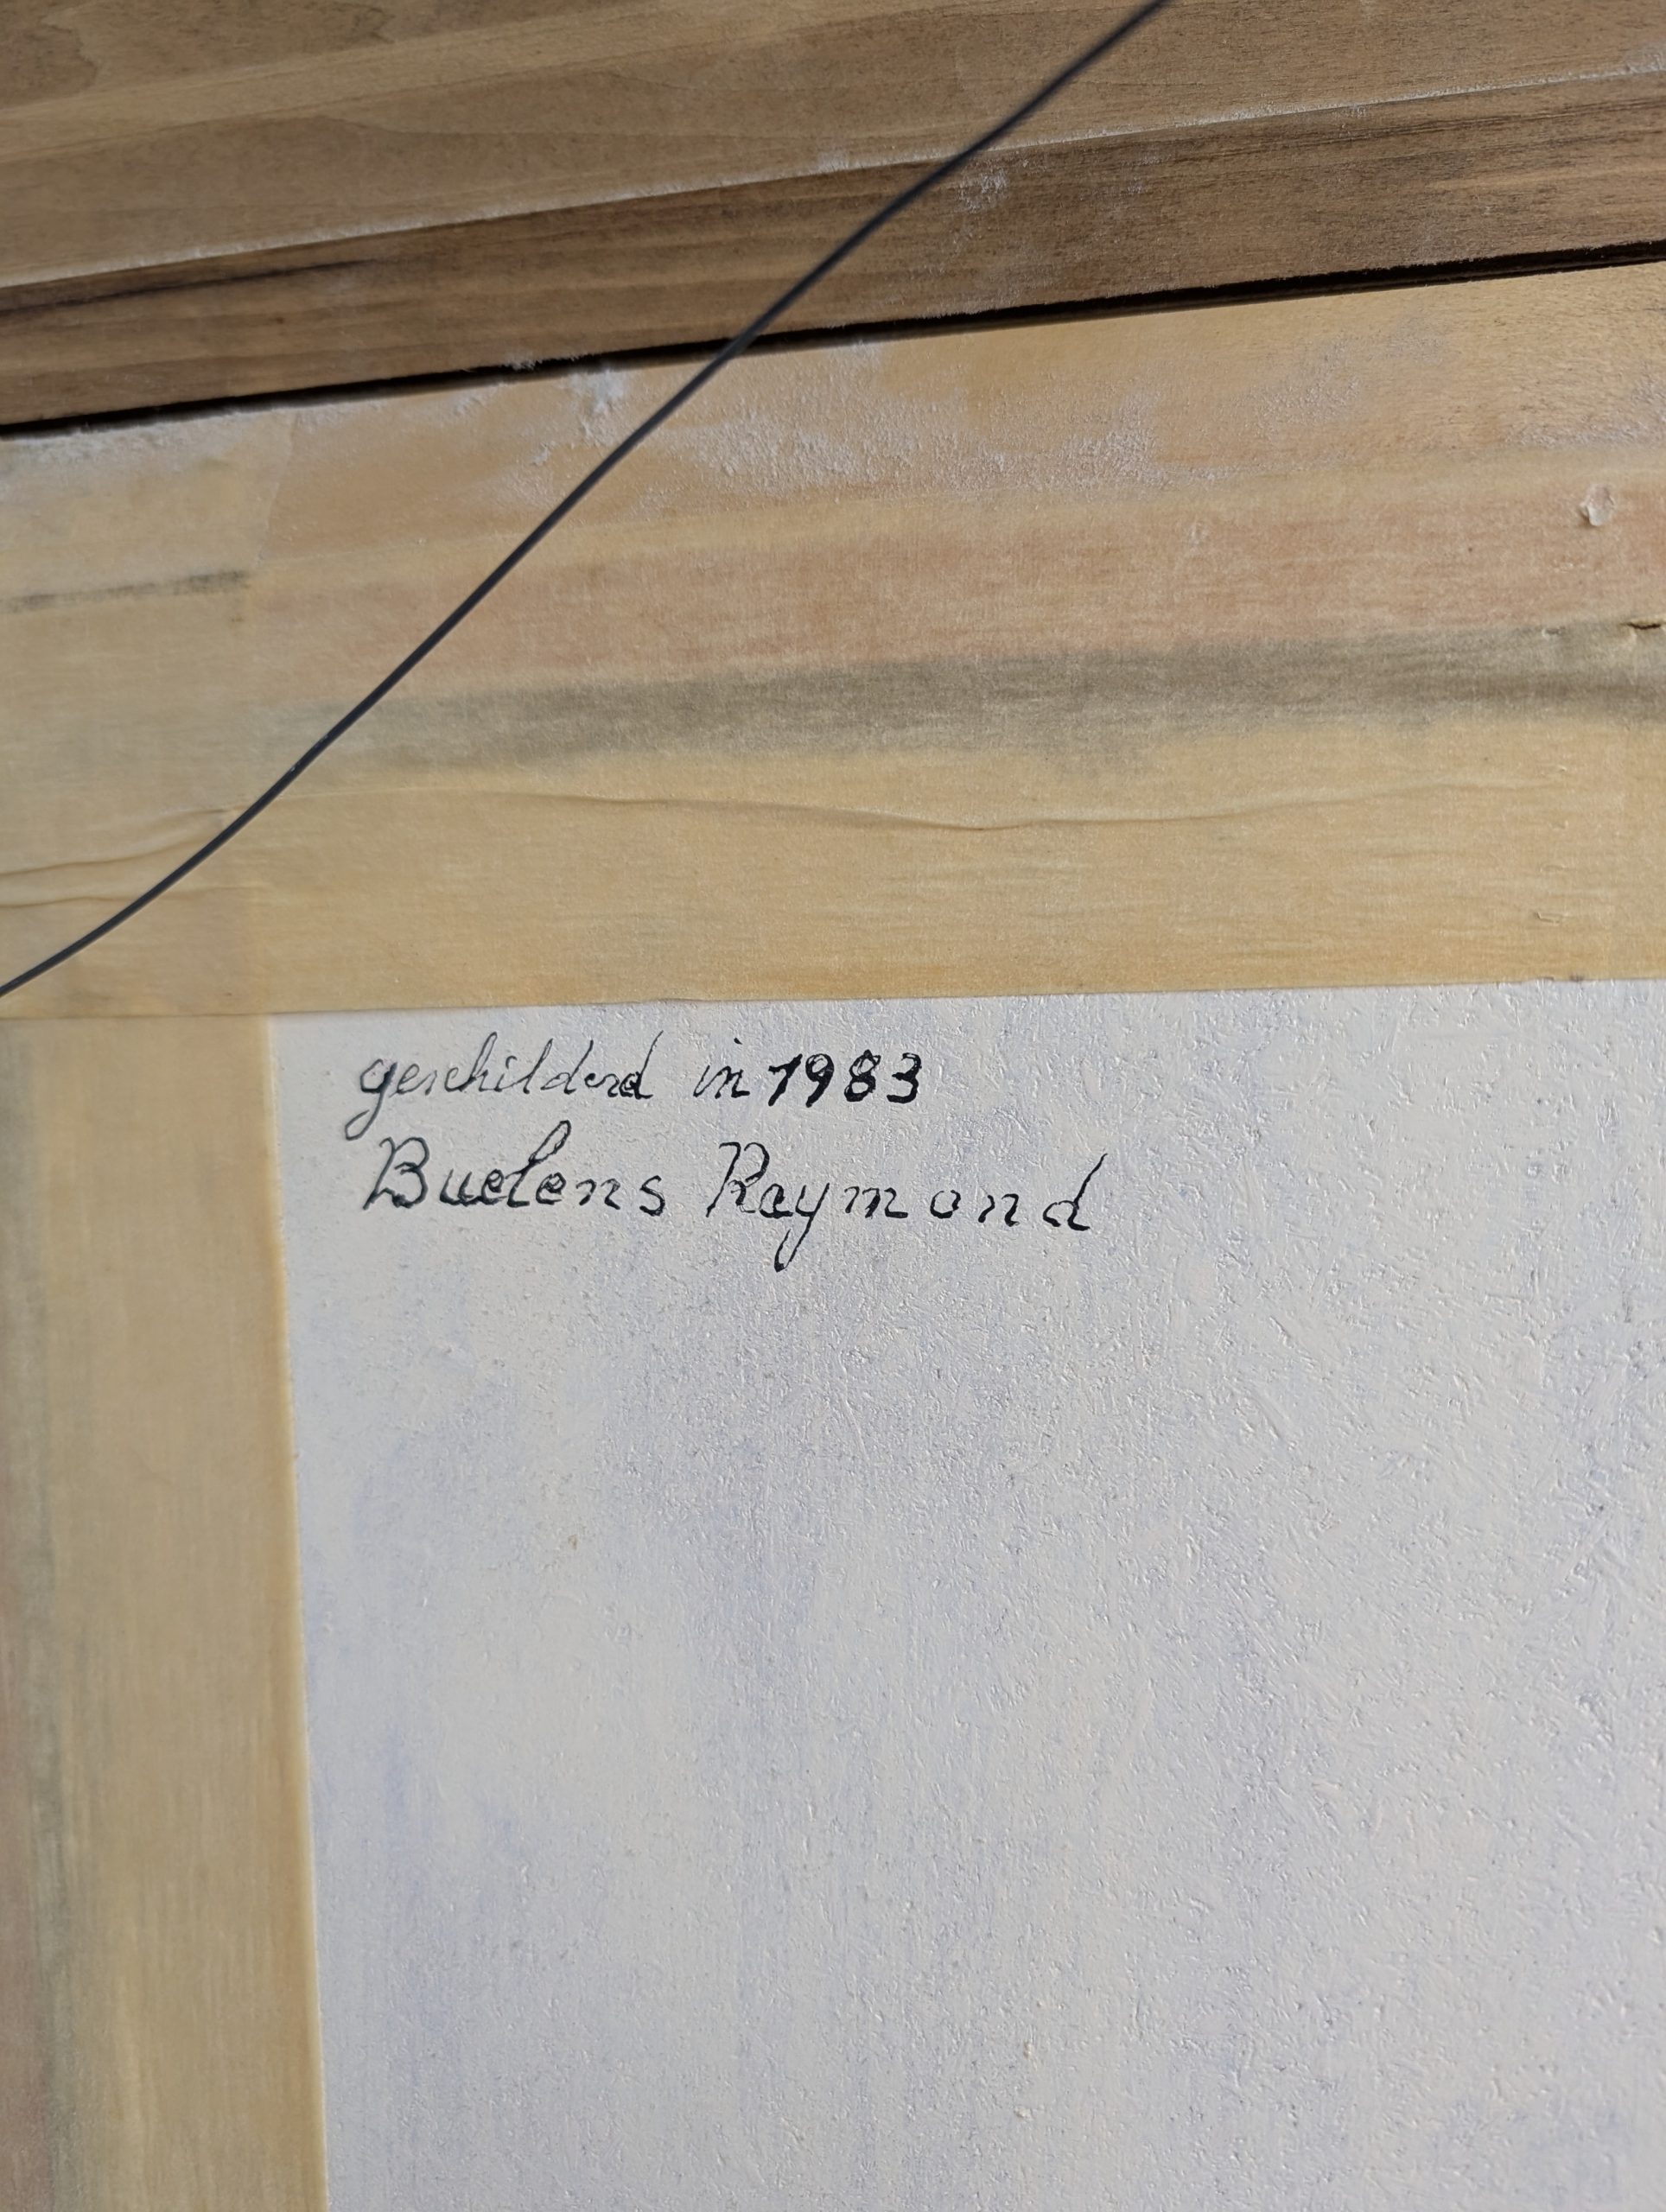 geschilderd in 1983
Buelens Raymond